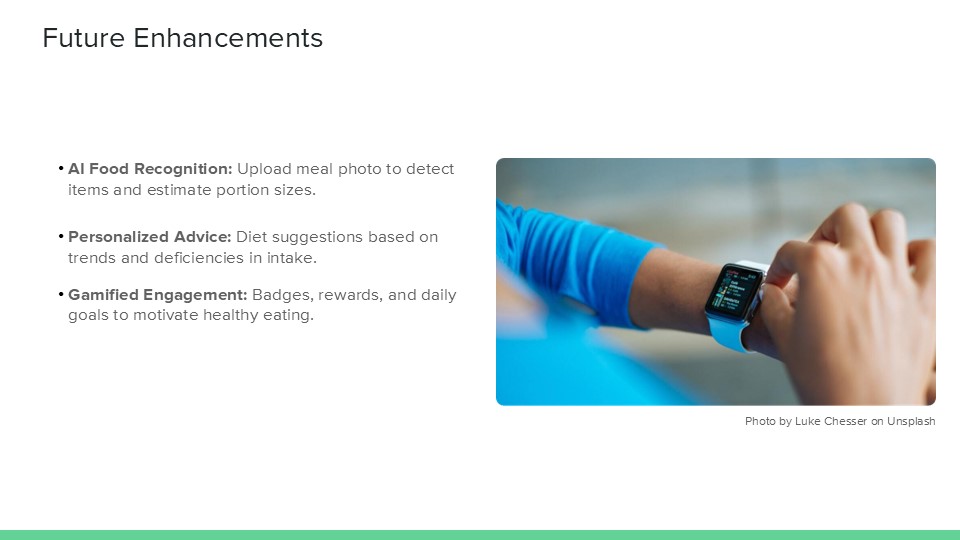 Future Enhancements
• AI Food Recognition: Upload meal photo to detect
items and estimate portion sizes.
• Personalized Advice: Diet suggestions based on
trends and deficiencies in intake.
• Gamified Engagement: Badges, rewards, and daily
goals to motivate healthy eating.
Photo by Luke Chesser on Unsplash